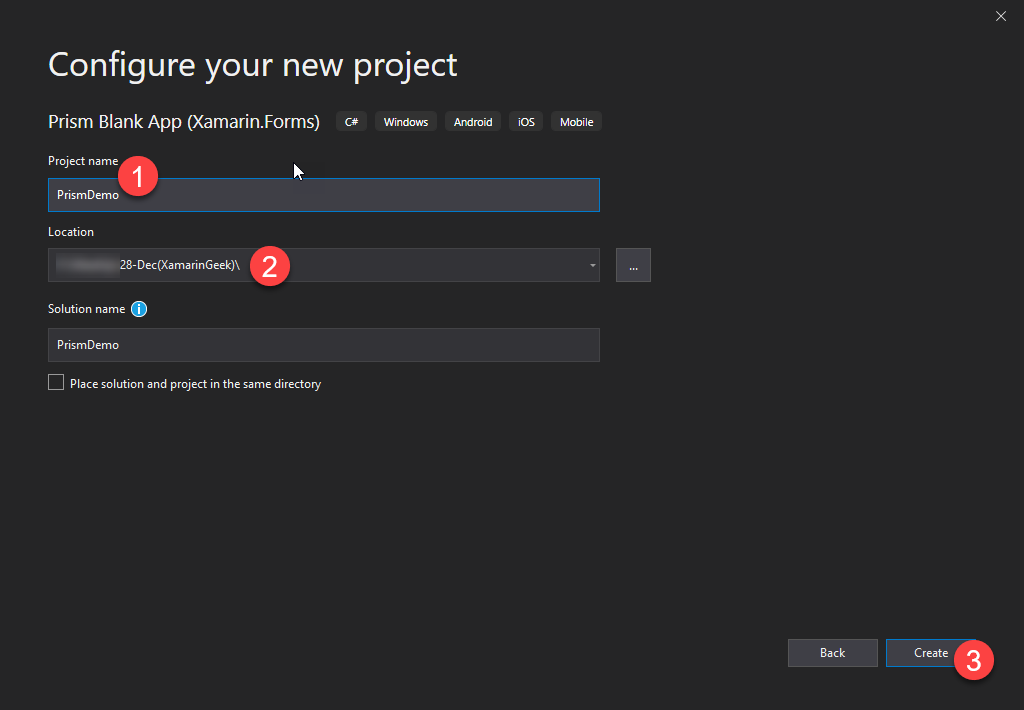 Configure your new project
Prism Blank App (Xamarin.Forms) C# Windows Android iOS Mobile
Project name
1
PrismDemo
Location
28-Dec(XamarinGeek)\
2
...
Solution name i
PrismDemo
Place solution and project in the same directory
Back Create
3